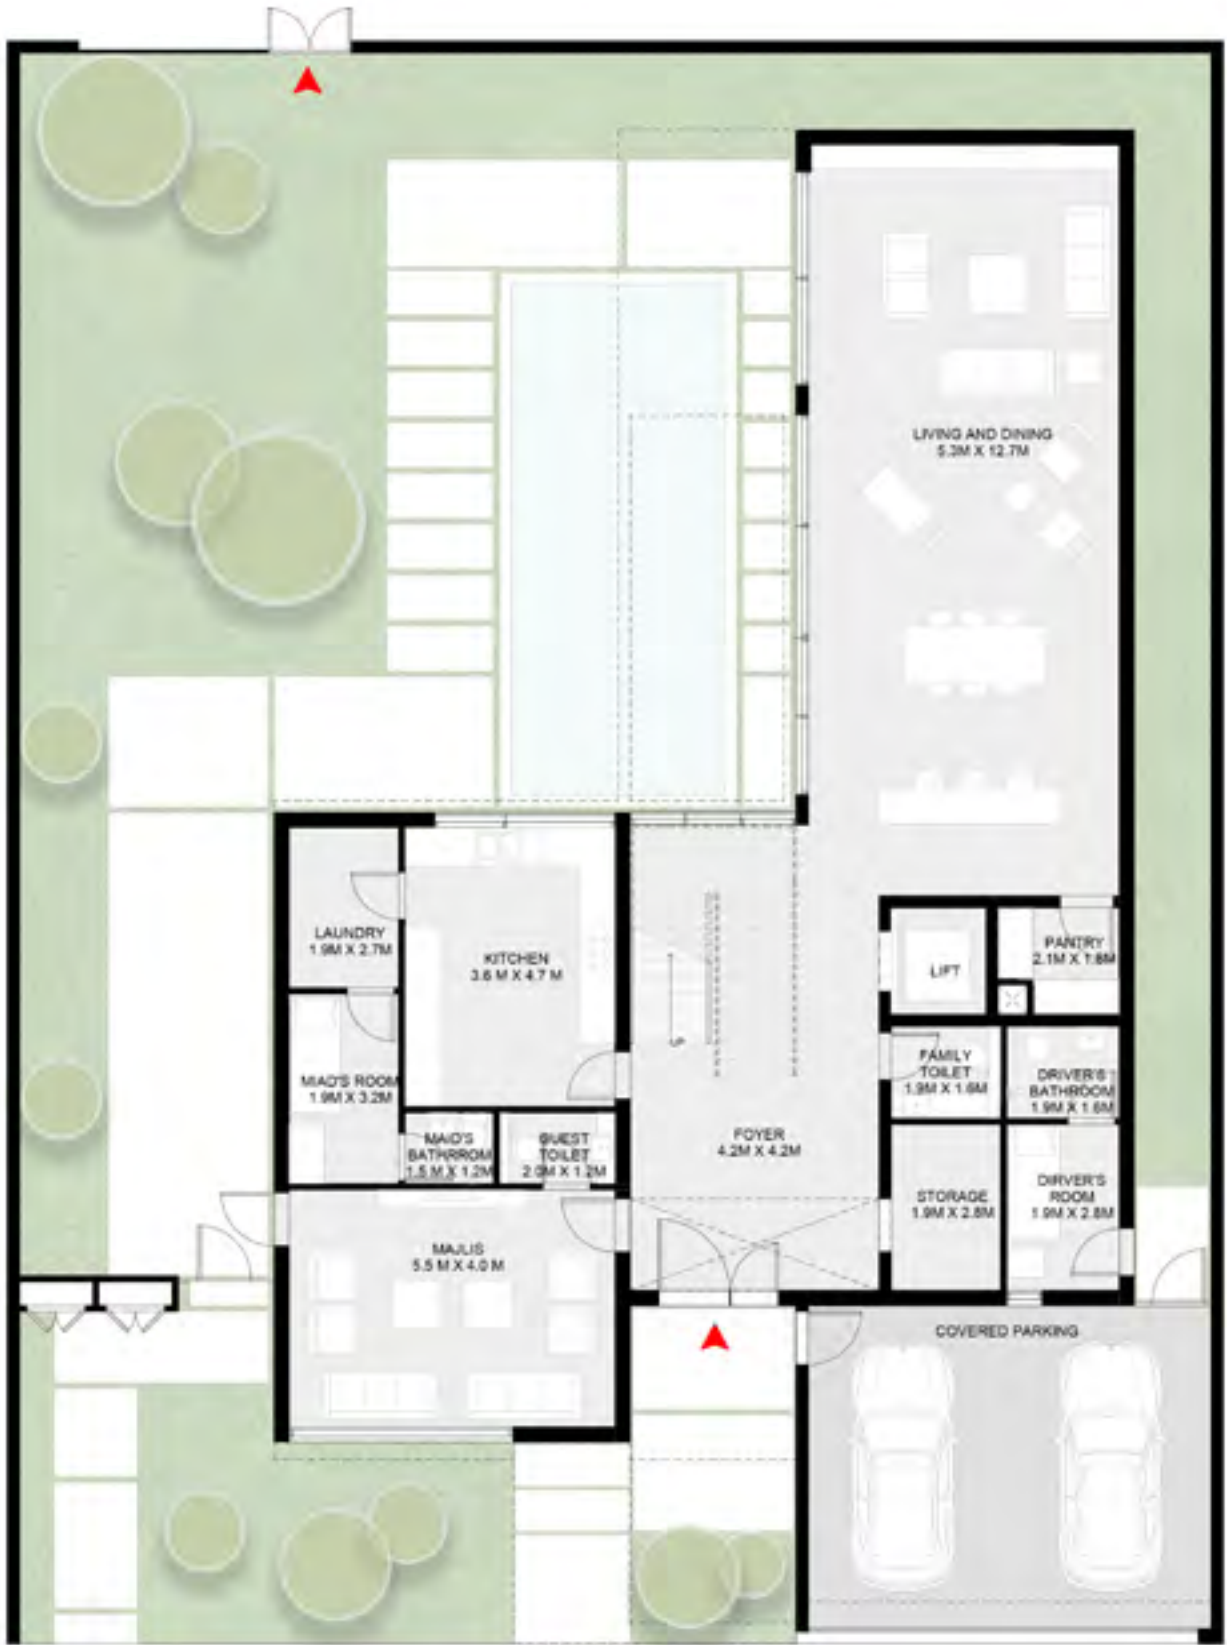 LIVING AND DINING
5.3M X 12.7M
LAUNDRY
1.9M X 2.7M
KITCHEN
3.6 M X 4.7 M
LIFT
PANTRY
2.1M X 1.6M
MIAD'S ROOM
1.9M X 3.2M
FAMILY
TOILET
1.9M X 1.6M
DRIVER'S
BATHROOM
1.9M X 1.6M
MAID'S
BATHRROM
1.5 M X 1.2M
GUEST
TOILET
2.0M X 1.2M
FOYER
4.2M X 4.2M
STORAGE
1.9M X 2.8M
DIRVER'S
ROOM
1.9M X 2.8M
MAJLIS
5.5 M X 4.0 M
COVERED PARKING